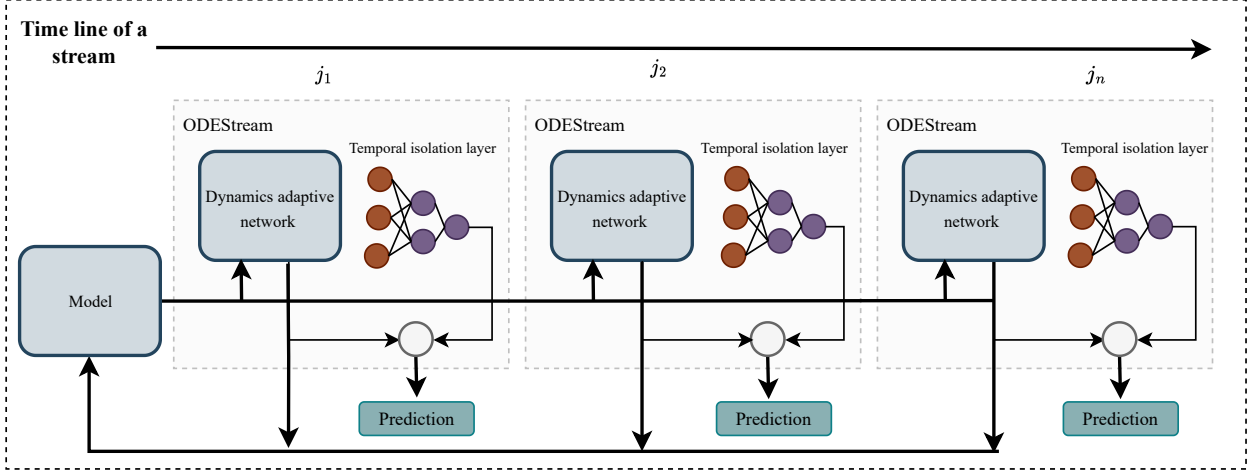 Time line of a
stream
j1
j2
jn
ODEStream
Temporal isolation layer
Dynamics adaptive
network
ODEStream
Temporal isolation layer
Dynamics adaptive
network
ODEStream
Temporal isolation layer
Dynamics adaptive
network
Model
Prediction
Prediction
Prediction